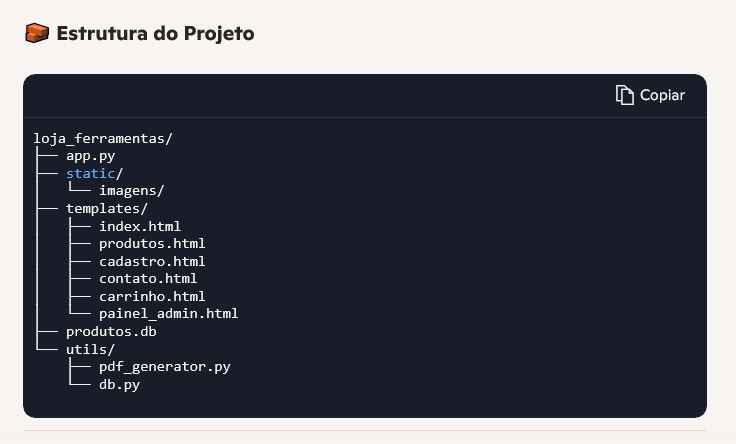 🧱 Estrutura do Projeto
Copiar
loja_ferramentas/
├── app.py
├── static/
│   └── imagens/
├── templates/
│   ├── index.html
│   ├── produtos.html
│   ├── cadastro.html
│   ├── contato.html
│   ├── carrinho.html
│   └── painel_admin.html
├── produtos.db
└── utils/
    ├── pdf_generator.py
    └── db.py